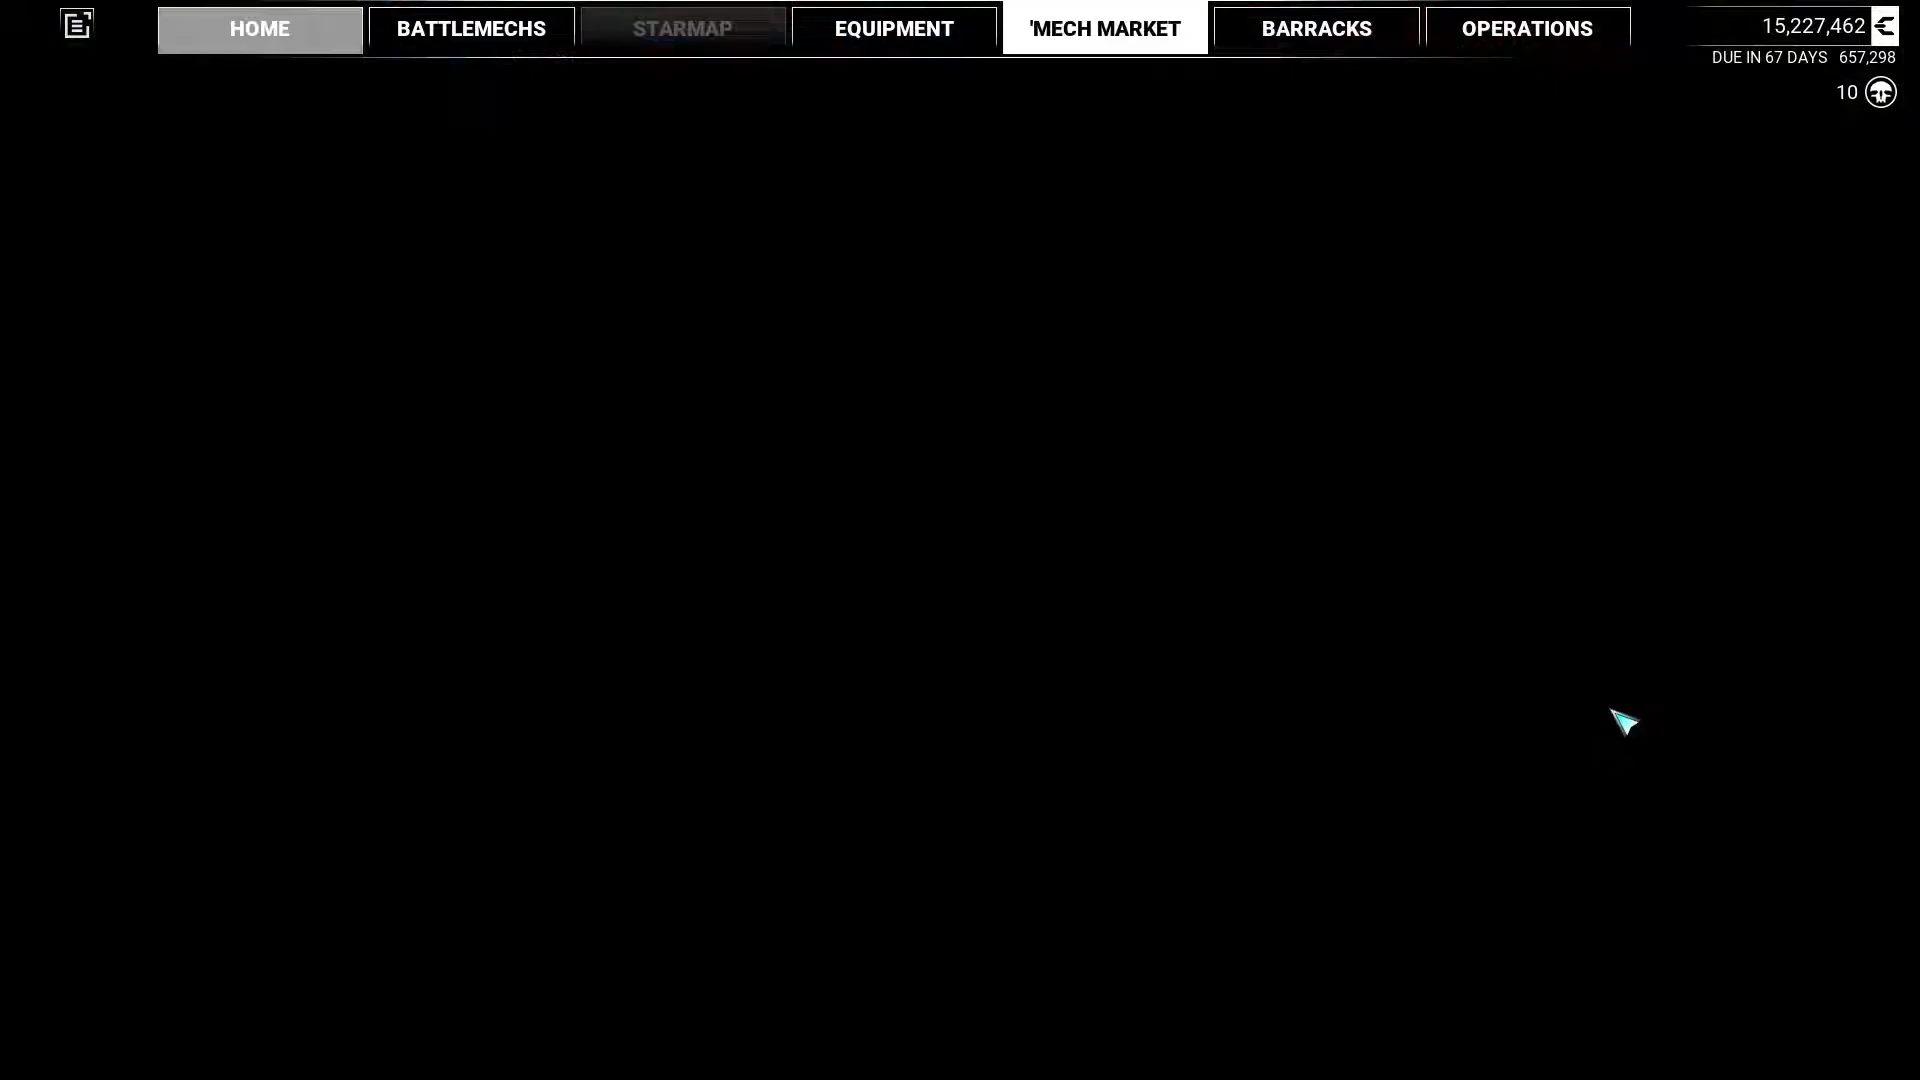 HOME BATTLEMECHS STARMAP EQUIPMENT 'MECH MARKET BARRACKS OPERATIONS
15,227,462
DUE IN 67 DAYS 657,298
10